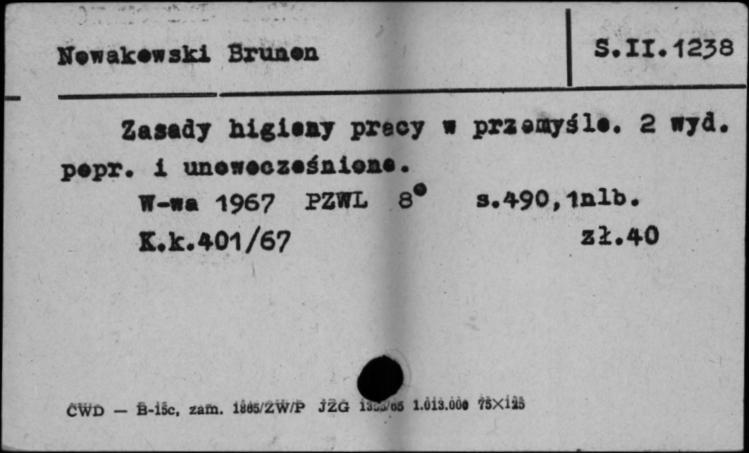 Nowakowski Brunon
S.II.1238
Zasady higieny pracy w przemyśle. 2 wyd.
popr. i unowocześnione.
W-wa 1967 PZWL 8° s.490,1nlb.
K.k.401/67 zł.40
CWD — B-15c, zam. 1865/ZW/P JZG 1.013.000 75×125